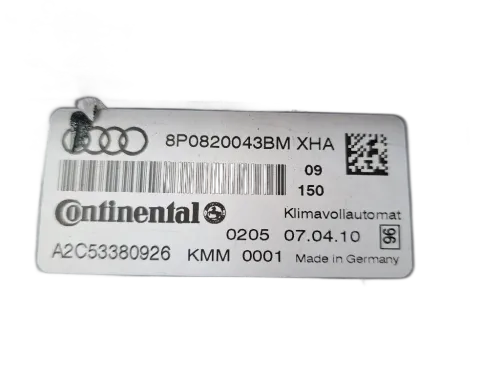 8P0820043BM XHA
09
150
Continental
Klimavollautomat
0205 07.04.10 96
A2C53380926 KMM 0001 Made in Germany